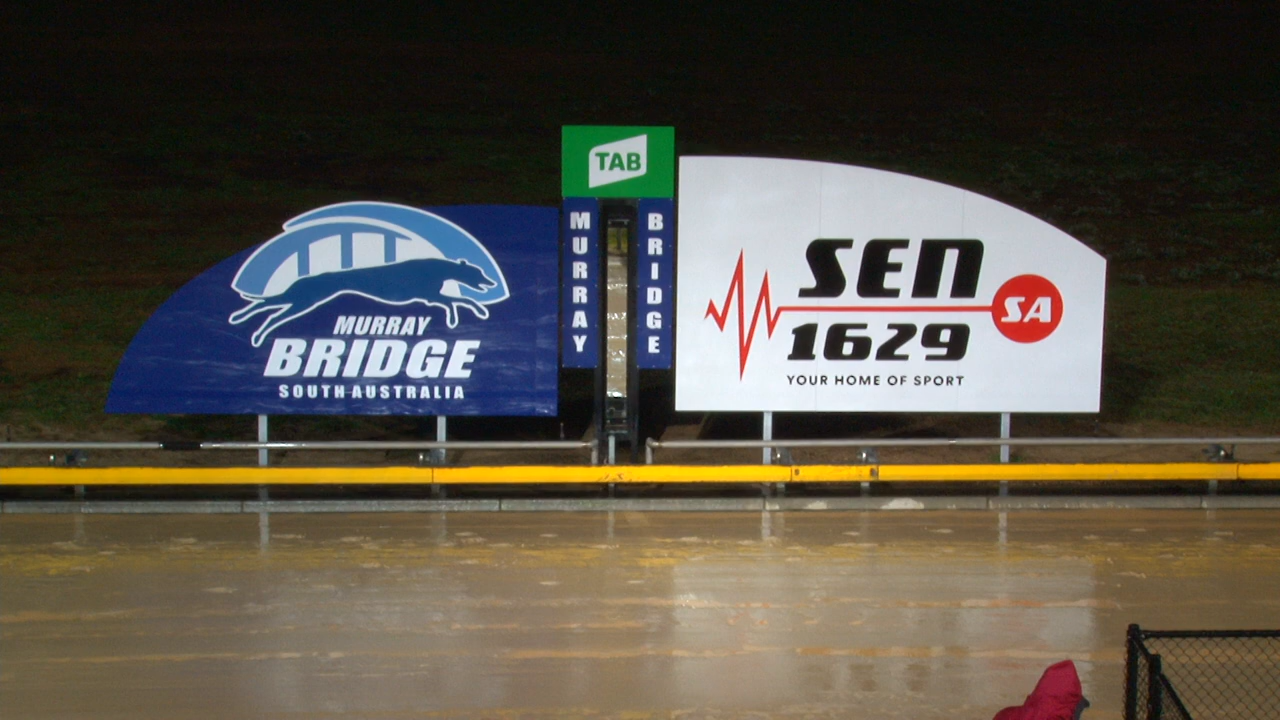 TAB
MURRAY
BRIDGE
MURRAY
BRIDGE
SOUTH AUSTRALIA
SEN
SA
1629
YOUR HOME OF SPORT